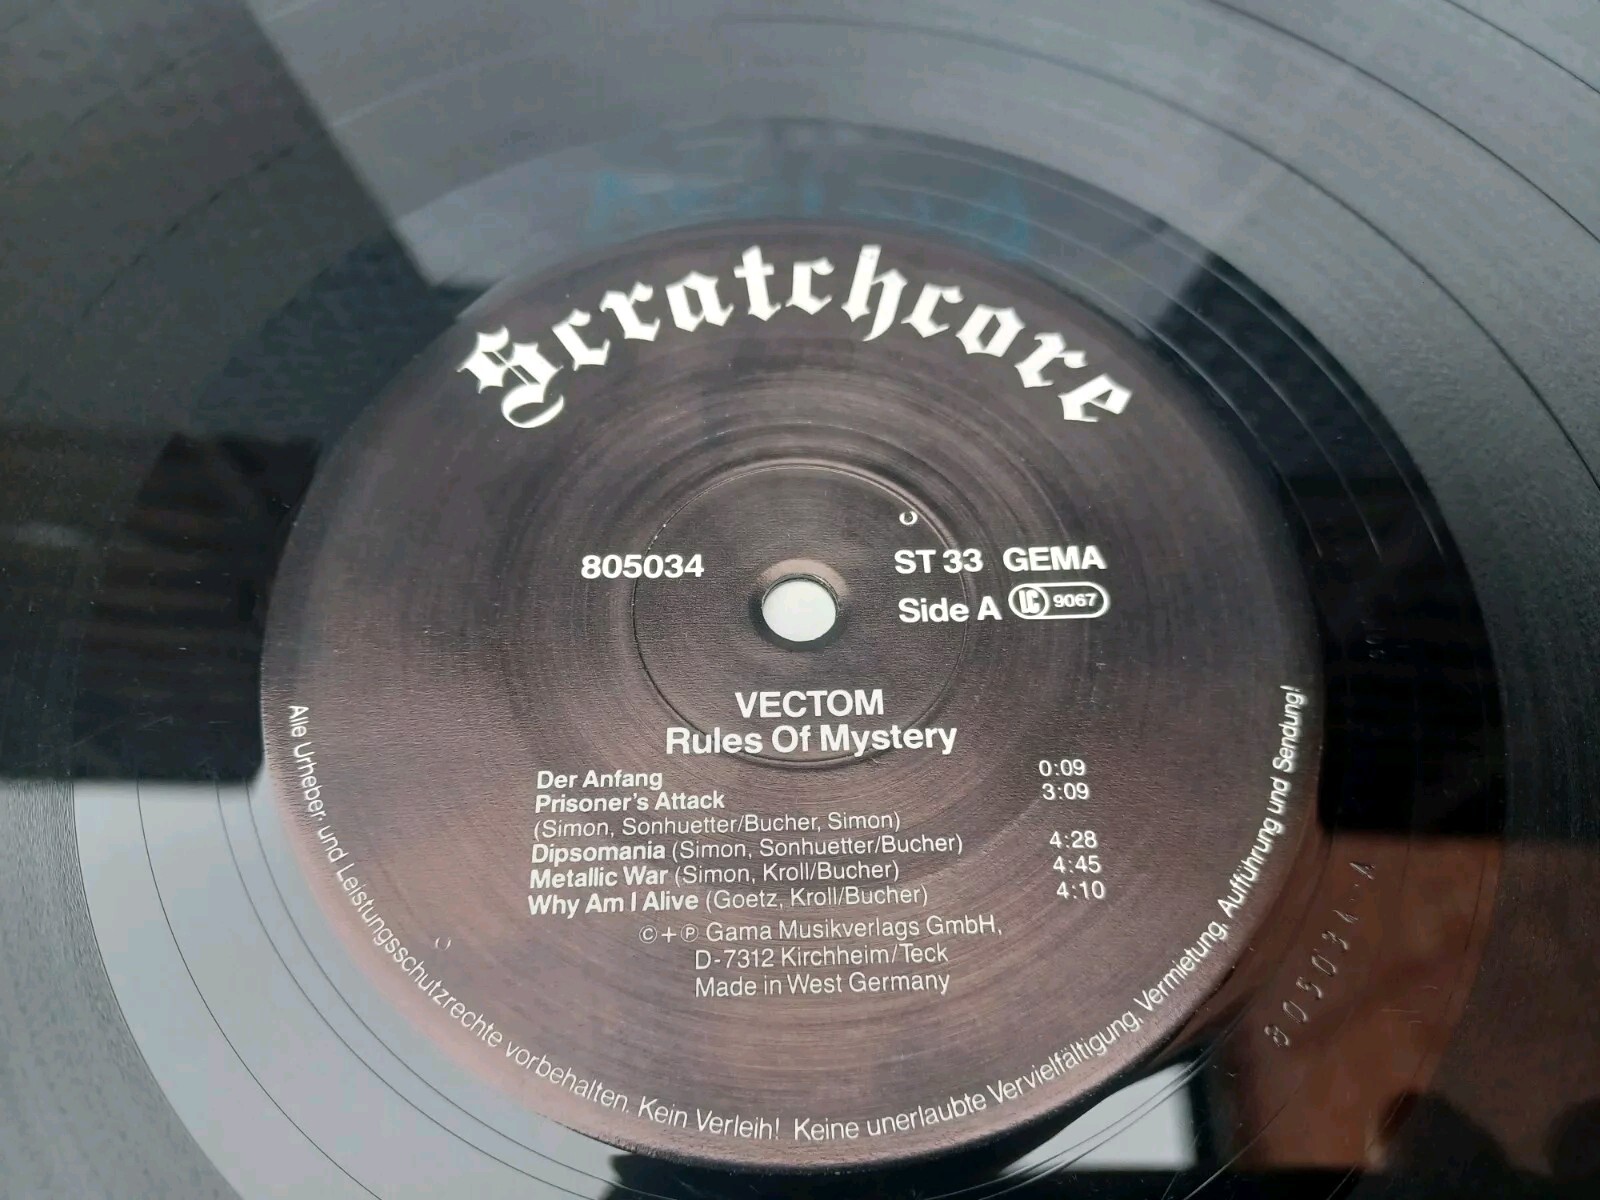 Scratchcore
805034
ST 33 GEMA
Side A LC 9067
VECTOM
Rules Of Mystery
Der Anfang 0:09
Prisoner's Attack 3:09
(Simon, Sonhuetter/Bucher, Simon)
Dipsomania (Simon, Sonhuetter/Bucher) 4:28
Metallic War (Simon, Kroll/Bucher) 4:45
Why Am I Alive (Goetz, Kroll/Bucher) 4:10
©+℗ Gama Musikverlags GmbH,
D-7312 Kirchheim/Teck
Made in West Germany
Alle Urheber- und Leistungsschutzrechte vorbehalten. Kein Verleih! Keine unerlaubte Vervielfältigung, Vermietung, Aufführung und Sendung!
805034-A